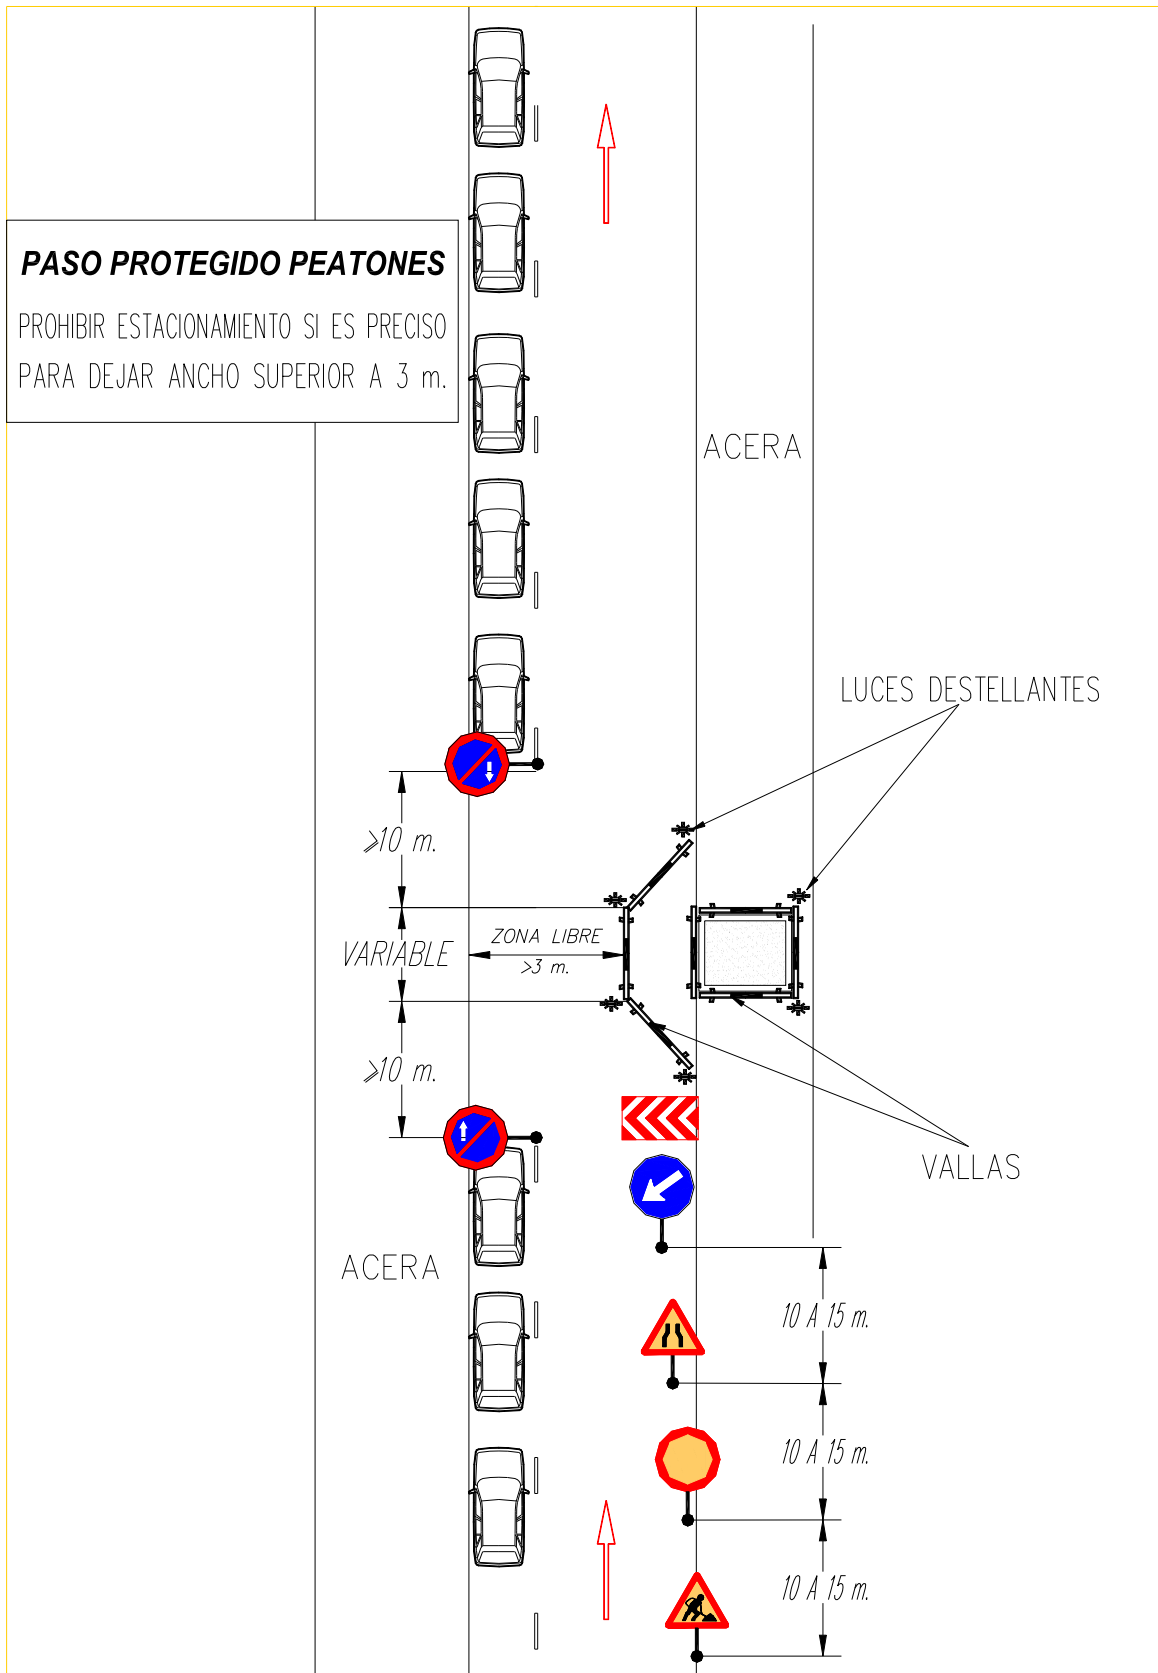 PASO PROTEGIDO PEATONES
PROHIBIR ESTACIONAMIENTO SI ES PRECISO
PARA DEJAR ANCHO SUPERIOR A 3 m.
ACERA
LUCES DESTELLANTES
>10 m.
VARIABLE
ZONA LIBRE
>3 m.
>10 m.
VALLAS
ACERA
10 A 15 m.
10 A 15 m.
10 A 15 m.